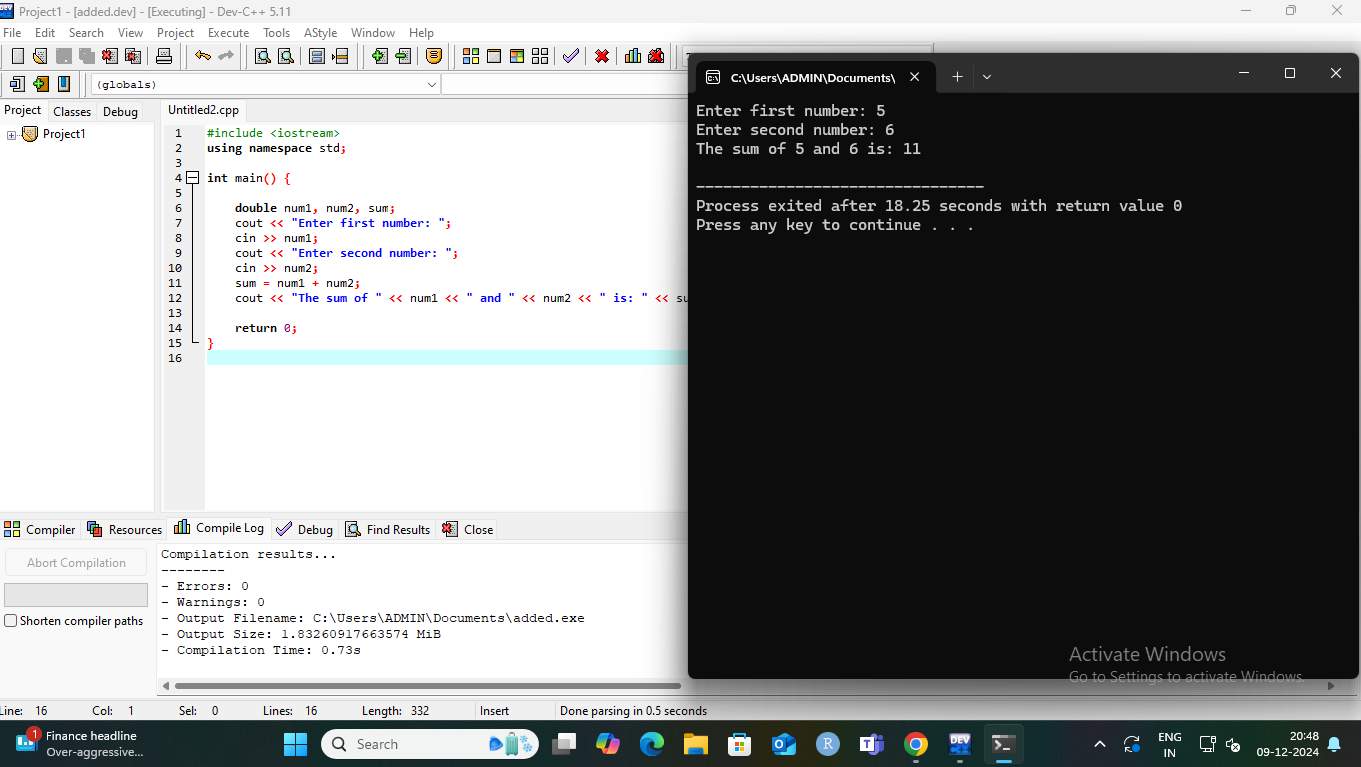 Project1 - [added.dev] - [Executing] - Dev-C++ 5.11
File Edit Search View Project Execute Tools AStyle Window Help
(globals)
Project Classes Debug
Project1
Untitled2.cpp
1 #include <iostream>
2 using namespace std;
3
4 int main() {
5
6 double num1, num2, sum;
7 cout << "Enter first number: ";
8 cin >> num1;
9 cout << "Enter second number: ";
10 cin >> num2;
11 sum = num1 + num2;
12 cout << "The sum of " << num1 << " and " << num2 << " is: " << su
13
14 return 0;
15 }
16
C:\Users\ADMIN\Documents\
Enter first number: 5
Enter second number: 6
The sum of 5 and 6 is: 11
--------------------------------
Process exited after 18.25 seconds with return value 0
Press any key to continue . . .
Activate Windows
Go to Settings to activate Windows.
Compiler Resources Compile Log Debug Find Results Close
Abort Compilation
Shorten compiler paths
Compilation results...
--------
- Errors: 0
- Warnings: 0
- Output Filename: C:\Users\ADMIN\Documents\added.exe
- Output Size: 1.83260917663574 MiB
- Compilation Time: 0.73s
Line: 16 Col: 1 Sel: 0 Lines: 16 Length: 332 Insert Done parsing in 0.5 seconds
1
Finance headline
Over-aggressive...
Search
DEV
R
T
ENG
IN
20:48
09-12-2024